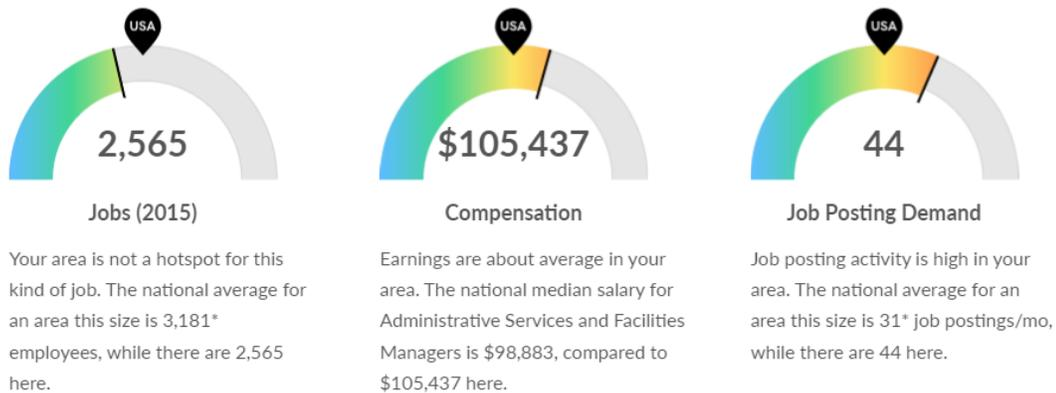 USA
2,565
Jobs (2015)
Your area is not a hotspot for this
kind of job. The national average for
an area this size is 3,181*
employees, while there are 2,565
here.
USA
$105,437
Compensation
Earnings are about average in your
area. The national median salary for
Administrative Services and Facilities
Managers is $98,883, compared to
$105,437 here.
USA
44
Job Posting Demand
Job posting activity is high in your
area. The national average for an
area this size is 31* job postings/mo,
while there are 44 here.